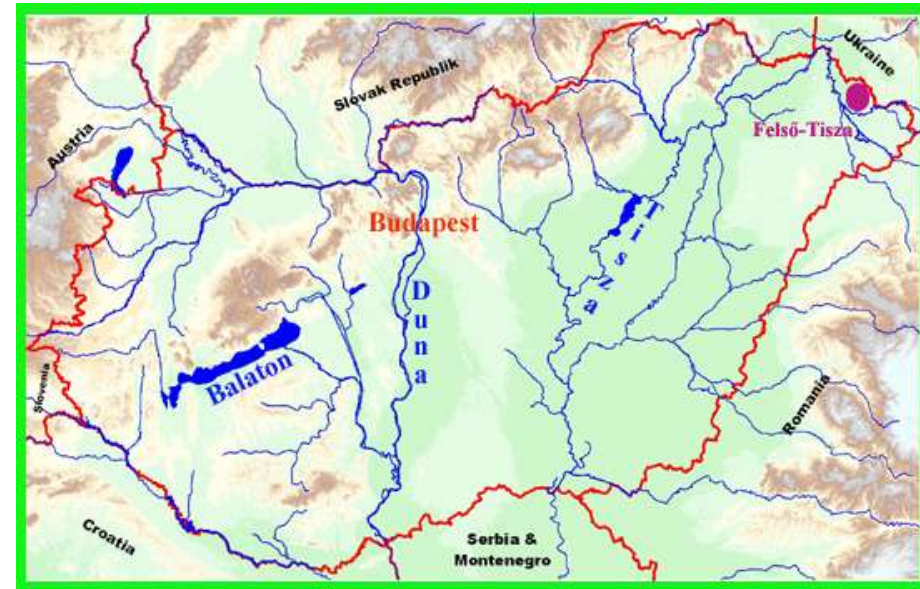 Ukraine
Slovak Republik
Felső-Tisza
Austria
Budapest
Tisza
Duna
Balaton
Slovenia
Romania
Croatia
Serbia &
Montenegro